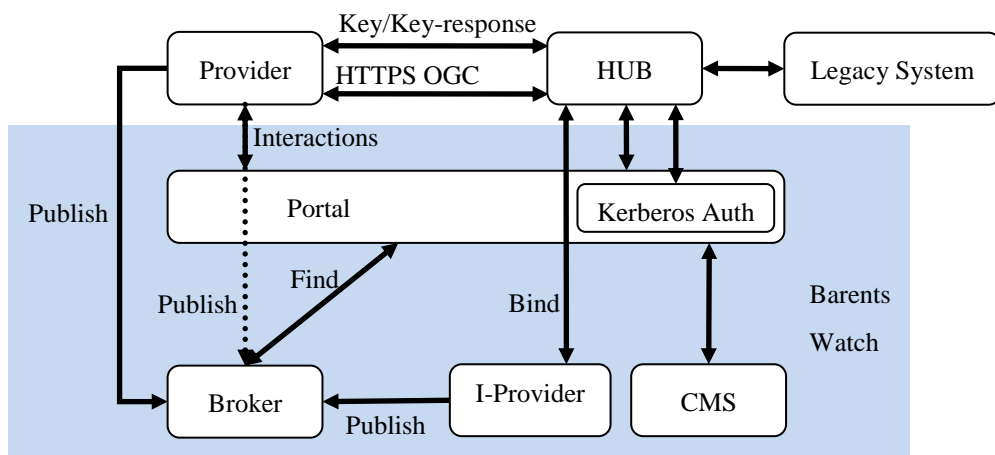 Key/Key-response
Provider
HUB
Legacy System
HTTPS OGC
Interactions
Publish
Portal
Kerberos Auth
Find
Publish
Bind
Barents
Watch
Broker
I-Provider
CMS
Publish